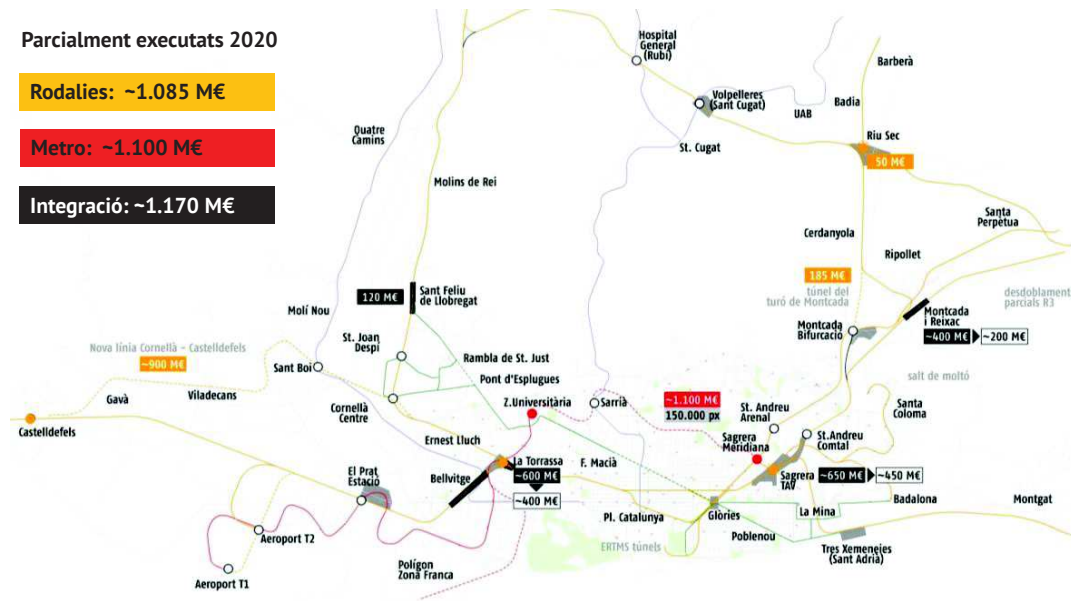 Parcialment executats 2020
Rodalies: ~1.085 M€
Metro: ~1.100 M€
Integració: ~1.170 M€
Hospital
General
(Rubí)
Barberà
Volpelleres
(Sant Cugat)
UAB
Badia
Quatre
Camins
St. Cugat
Riu Sec
50 M€
Molins de Rei
Santa
Perpètua
Cerdanyola
Ripollet
185 M€
túnel del
turó de Montcada
desdoblament
parcials R3
120 M€
Sant Feliu
de Llobregat
Molí Nou
Montcada
i Reixac
Montcada
Bifurcació
~400 M€
~200 M€
Nova línia Cornellà - Castelldefels
~900 M€
St. Joan
Despí
Rambla de St. Just
Sant Boi
Pont d'Esplugues
salt de moltó
Gavà
Viladecans
Z.Universitària
Sarrià
~1.100 M€
150.000 px
St. Andreu
Arenal
Santa
Coloma
Castelldefels
Cornellà
Centre
Ernest Lluch
Sagrera
Meridiana
St.Andreu
Comtal
El Prat
Estació
Bellvitge
La Torrassa
~600 M€
~400 M€
F. Macià
Sagrera
TAV
~650 M€
~450 M€
Badalona
Montgat
Pl. Catalunya
Glòries
La Mina
Poblenou
Aeroport T2
ERTMS túnels
Tres Xemeneies
(Sant Adrià)
Polígon
Zona Franca
Aeroport T1